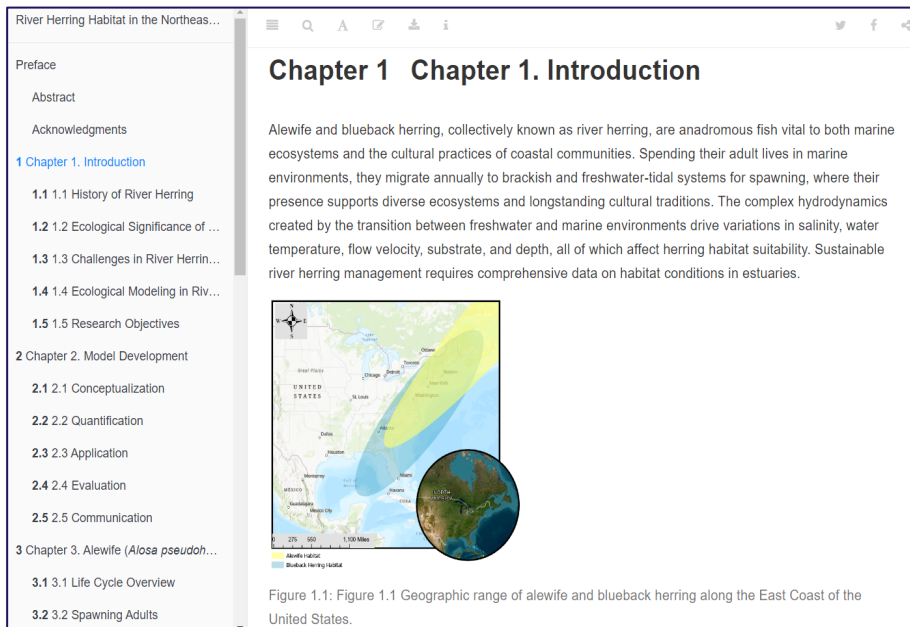 River Herring Habitat in the Northeas…
Preface
Abstract
Acknowledgments
1 Chapter 1. Introduction
1.1 1.1 History of River Herring
1.2 1.2 Ecological Significance of …
1.3 1.3 Challenges in River Herrin…
1.4 1.4 Ecological Modeling in Riv…
1.5 1.5 Research Objectives
2 Chapter 2. Model Development
2.1 2.1 Conceptualization
2.2 2.2 Quantification
2.3 2.3 Application
2.4 2.4 Evaluation
2.5 2.5 Communication
3 Chapter 3. Alewife (Alosa pseudoh…
3.1 3.1 Life Cycle Overview
3.2 3.2 Spawning Adults
Chapter 1 Chapter 1. Introduction
Alewife and blueback herring, collectively known as river herring, are anadromous fish vital to both marine
ecosystems and the cultural practices of coastal communities. Spending their adult lives in marine
environments, they migrate annually to brackish and freshwater-tidal systems for spawning, where their
presence supports diverse ecosystems and longstanding cultural traditions. The complex hydrodynamics
created by the transition between freshwater and marine environments drive variations in salinity, water
temperature, flow velocity, substrate, and depth, all of which affect herring habitat suitability. Sustainable
river herring management requires comprehensive data on habitat conditions in estuaries.
N
W E
S
Ottawa
Toronto
Detroit
Chicago
Boston
New York
Washington
Great Plains
UNITED
STATES
St. Louis
Atlanta
Dallas
Houston
Monterrey
Miami
MÉXICO
Havana
CUBA
Guadalajara
Mexico City
NORTH
AMERICA
0 275 550 1,100 Miles
Alewife Habitat
Blueback Herring Habitat
Figure 1.1: Figure 1.1 Geographic range of alewife and blueback herring along the East Coast of the
United States.